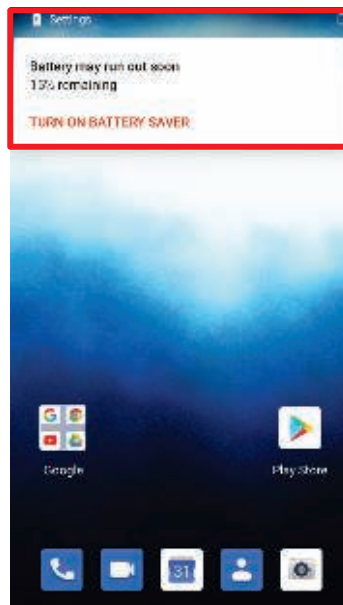 Settings
Battery may run out soon
15% remaining
TURN ON BATTERY SAVER
Google
Play Store
31